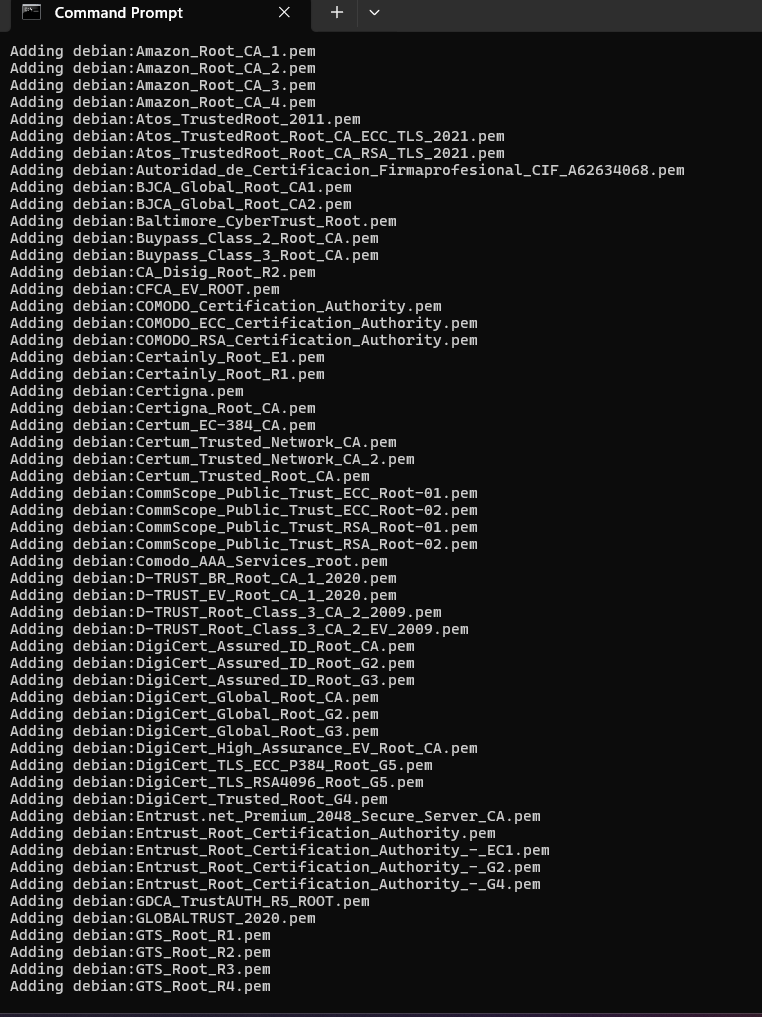 Command Prompt
Adding debian:Amazon_Root_CA_1.pem
Adding debian:Amazon_Root_CA_2.pem
Adding debian:Amazon_Root_CA_3.pem
Adding debian:Amazon_Root_CA_4.pem
Adding debian:Atos_TrustedRoot_2011.pem
Adding debian:Atos_TrustedRoot_Root_CA_ECC_TLS_2021.pem
Adding debian:Atos_TrustedRoot_Root_CA_RSA_TLS_2021.pem
Adding debian:Autoridad_de_Certificacion_Firmaprofesional_CIF_A62634068.pem
Adding debian:BJCA_Global_Root_CA1.pem
Adding debian:BJCA_Global_Root_CA2.pem
Adding debian:Baltimore_CyberTrust_Root.pem
Adding debian:Buypass_Class_2_Root_CA.pem
Adding debian:Buypass_Class_3_Root_CA.pem
Adding debian:CA_Disig_Root_R2.pem
Adding debian:CFCA_EV_ROOT.pem
Adding debian:COMODO_Certification_Authority.pem
Adding debian:COMODO_ECC_Certification_Authority.pem
Adding debian:COMODO_RSA_Certification_Authority.pem
Adding debian:Certainly_Root_E1.pem
Adding debian:Certainly_Root_R1.pem
Adding debian:Certigna.pem
Adding debian:Certigna_Root_CA.pem
Adding debian:Certum_EC-384_CA.pem
Adding debian:Certum_Trusted_Network_CA.pem
Adding debian:Certum_Trusted_Network_CA_2.pem
Adding debian:Certum_Trusted_Root_CA.pem
Adding debian:CommScope_Public_Trust_ECC_Root-01.pem
Adding debian:CommScope_Public_Trust_ECC_Root-02.pem
Adding debian:CommScope_Public_Trust_RSA_Root-01.pem
Adding debian:CommScope_Public_Trust_RSA_Root-02.pem
Adding debian:Comodo_AAA_Services_root.pem
Adding debian:D-TRUST_BR_Root_CA_1_2020.pem
Adding debian:D-TRUST_EV_Root_CA_1_2020.pem
Adding debian:D-TRUST_Root_Class_3_CA_2_2009.pem
Adding debian:D-TRUST_Root_Class_3_CA_2_EV_2009.pem
Adding debian:DigiCert_Assured_ID_Root_CA.pem
Adding debian:DigiCert_Assured_ID_Root_G2.pem
Adding debian:DigiCert_Assured_ID_Root_G3.pem
Adding debian:DigiCert_Global_Root_CA.pem
Adding debian:DigiCert_Global_Root_G2.pem
Adding debian:DigiCert_Global_Root_G3.pem
Adding debian:DigiCert_High_Assurance_EV_Root_CA.pem
Adding debian:DigiCert_TLS_ECC_P384_Root_G5.pem
Adding debian:DigiCert_TLS_RSA4096_Root_G5.pem
Adding debian:DigiCert_Trusted_Root_G4.pem
Adding debian:Entrust.net_Premium_2048_Secure_Server_CA.pem
Adding debian:Entrust_Root_Certification_Authority.pem
Adding debian:Entrust_Root_Certification_Authority_-_EC1.pem
Adding debian:Entrust_Root_Certification_Authority_-_G2.pem
Adding debian:Entrust_Root_Certification_Authority_-_G4.pem
Adding debian:GDCA_TrustAUTH_R5_ROOT.pem
Adding debian:GLOBALTRUST_2020.pem
Adding debian:GTS_Root_R1.pem
Adding debian:GTS_Root_R2.pem
Adding debian:GTS_Root_R3.pem
Adding debian:GTS_Root_R4.pem